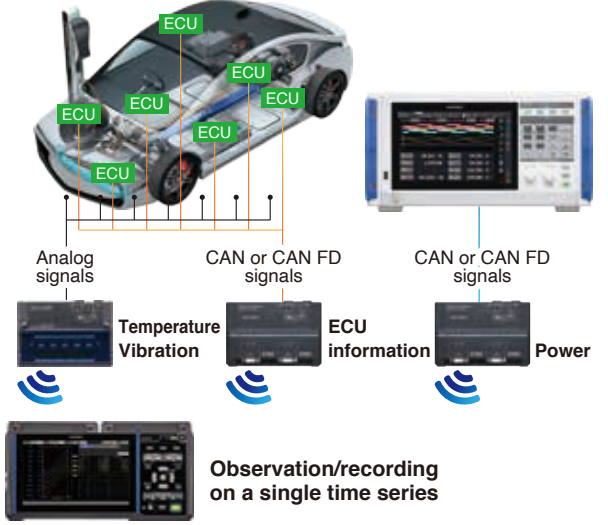 ECU
ECU
ECU
ECU
ECU
ECU
ECU
Analog
signals
CAN or CAN FD
signals
CAN or CAN FD
signals
Temperature
Vibration
ECU
information
Power
Observation/recording
on a single time series